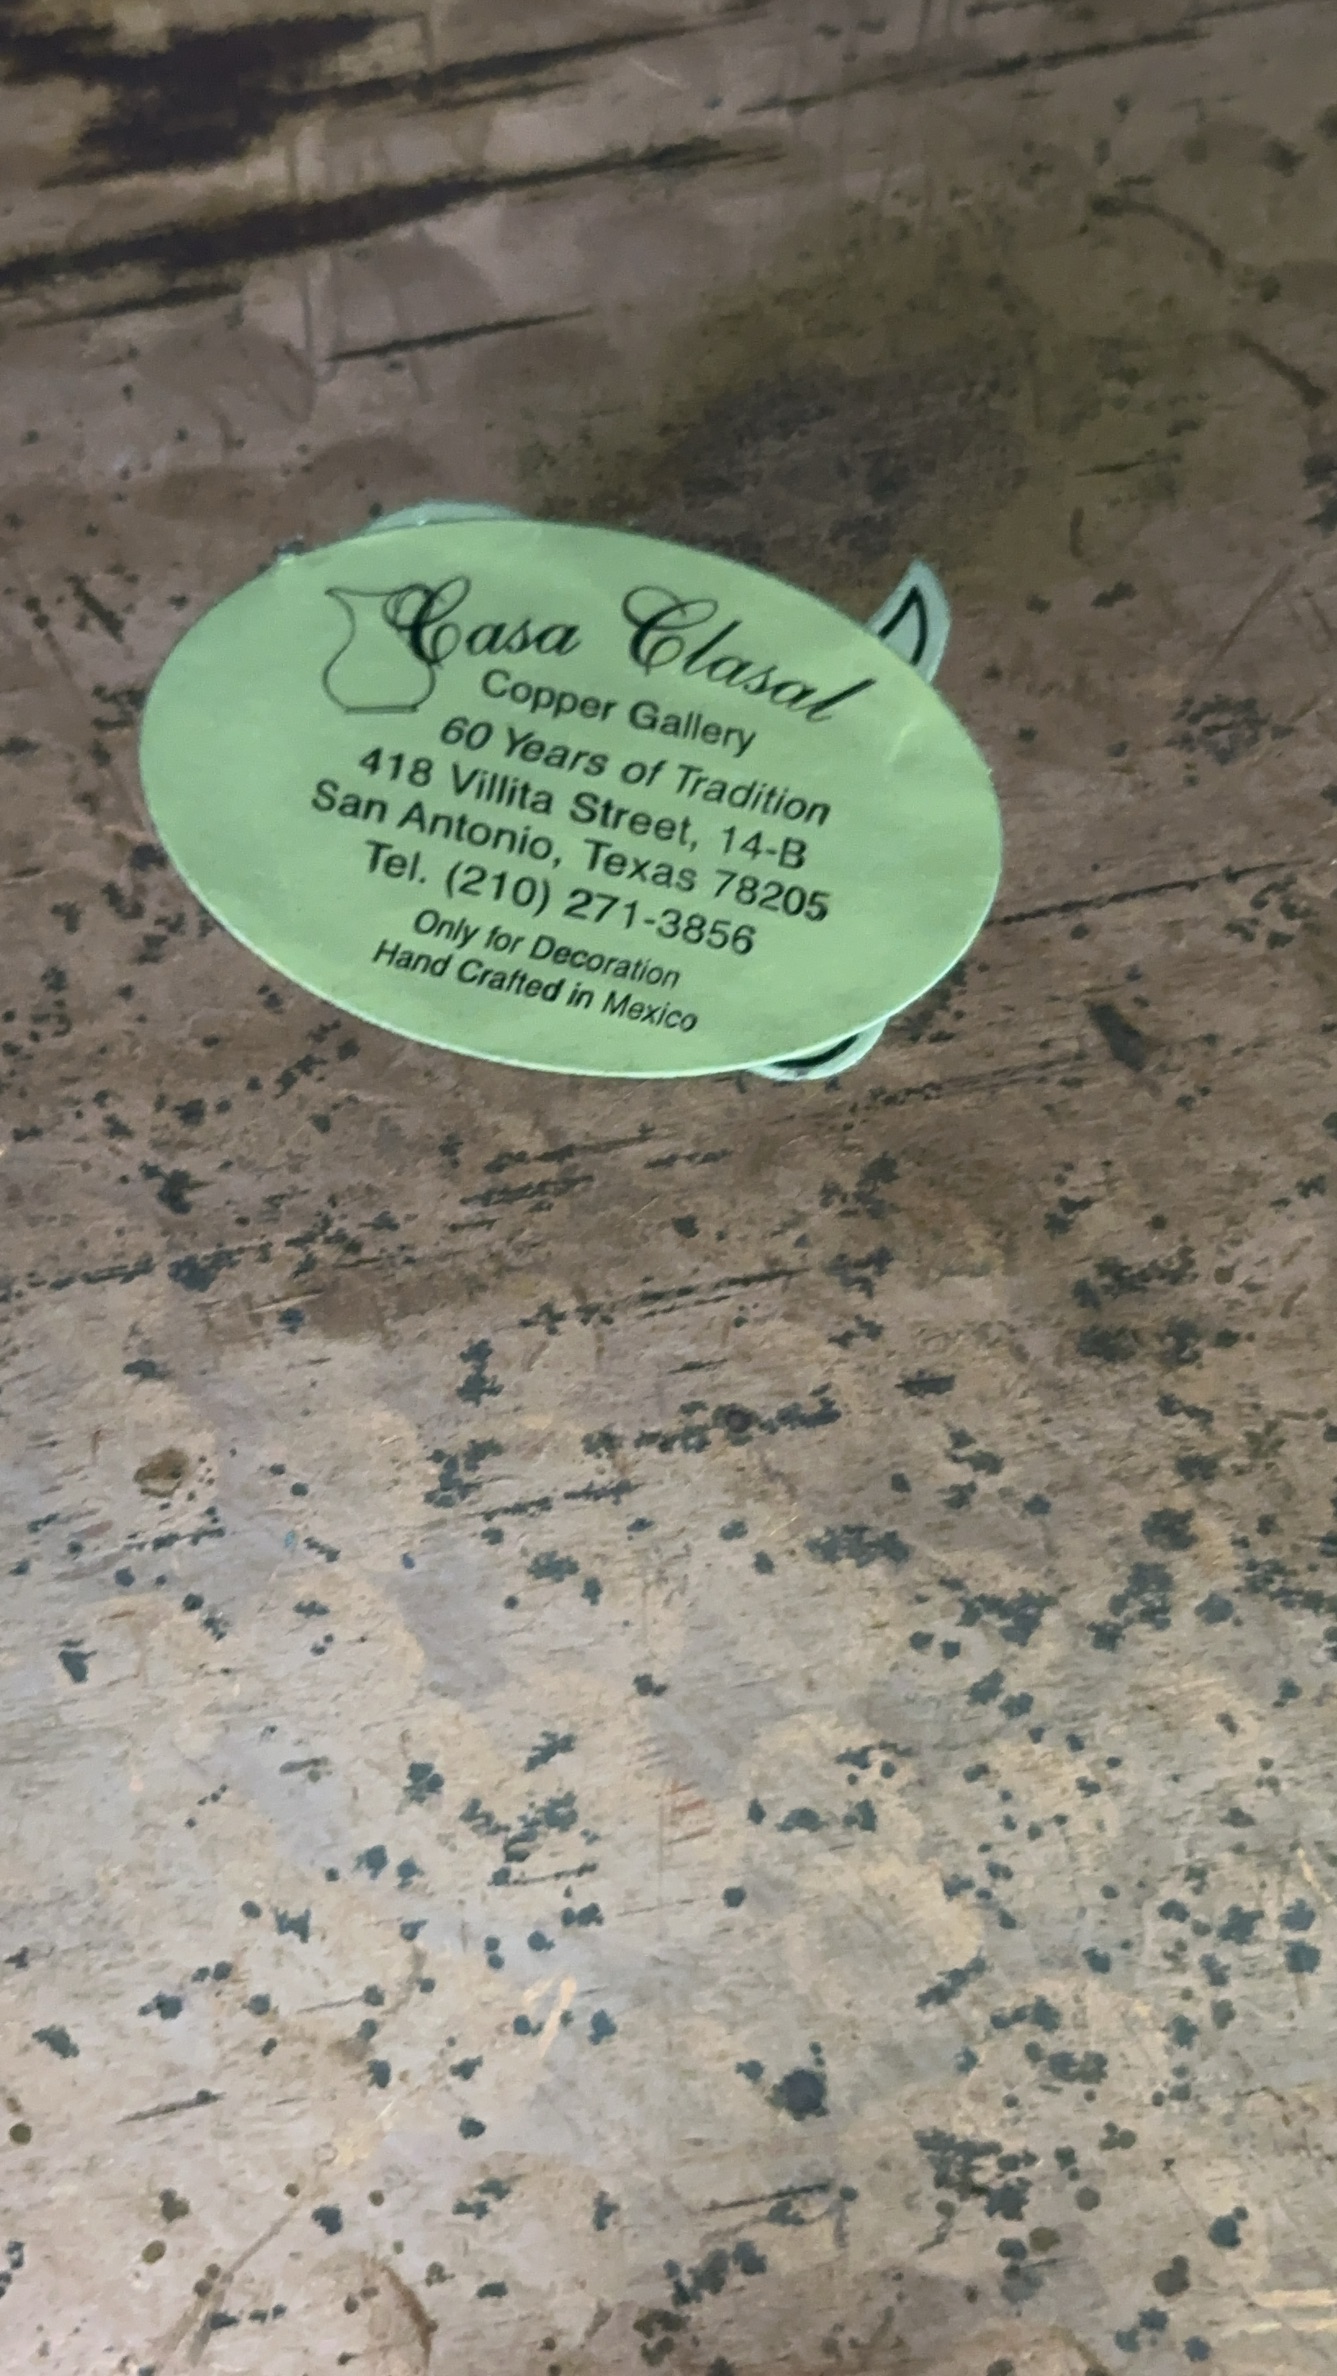 Casa Clasal
Copper Gallery
60 Years of Tradition
418 Villita Street, 14-B
San Antonio, Texas 78205
Tel. (210) 271-3856
Only for Decoration
Hand Crafted in Mexico